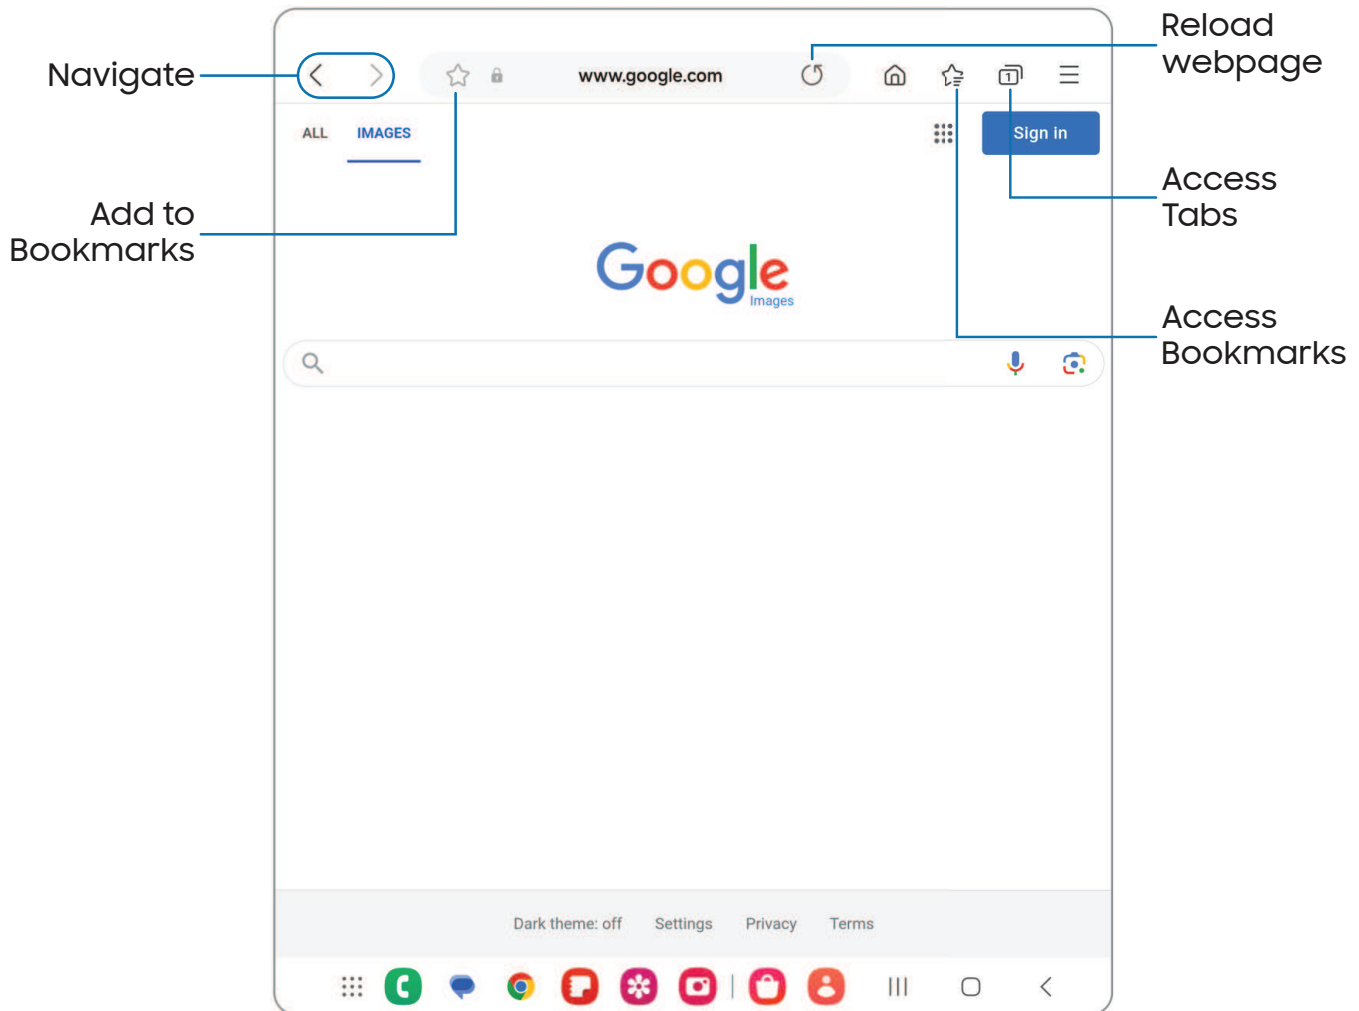 Navigate
Add to
Bookmarks
Reload
webpage
Access
Tabs
Access
Bookmarks
www.google.com
1
ALL IMAGES
Sign in
Google
Images
Dark theme: off Settings Privacy Terms